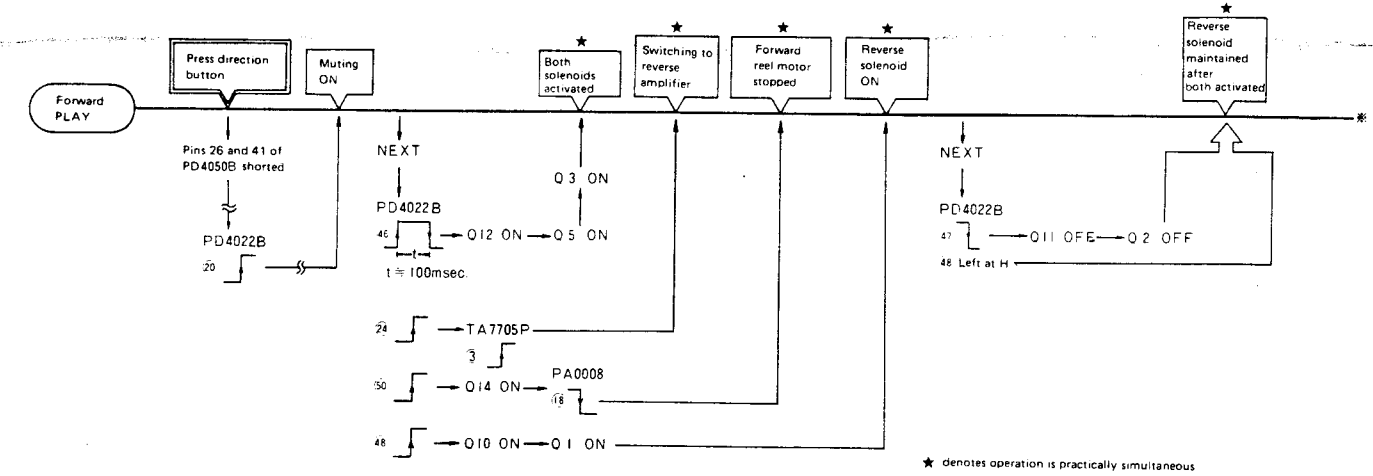 ★
★
★
★
★
Press direction
button
Muting
ON
Both
solenoids
activated
Switching to
reverse
amplifier
Forward
reel motor
stopped
Reverse
solenoid
ON
Reverse
solenoid
maintained
after
both activated
Forward
PLAY
※
Pins 26 and 41 of
PD4050B shorted
NEXT
NEXT
Q3 ON
PD4022B
PD4022B
PD4022B
46
Q12 ON
Q5 ON
47
Q11 OFF
Q2 OFF
20
t
48 Left at H
t ≒ 100msec.
24
TA7705P
3
PA0008
50
Q14 ON
18
48
Q10 ON
Q1 ON
★ denotes operation is practically simultaneous